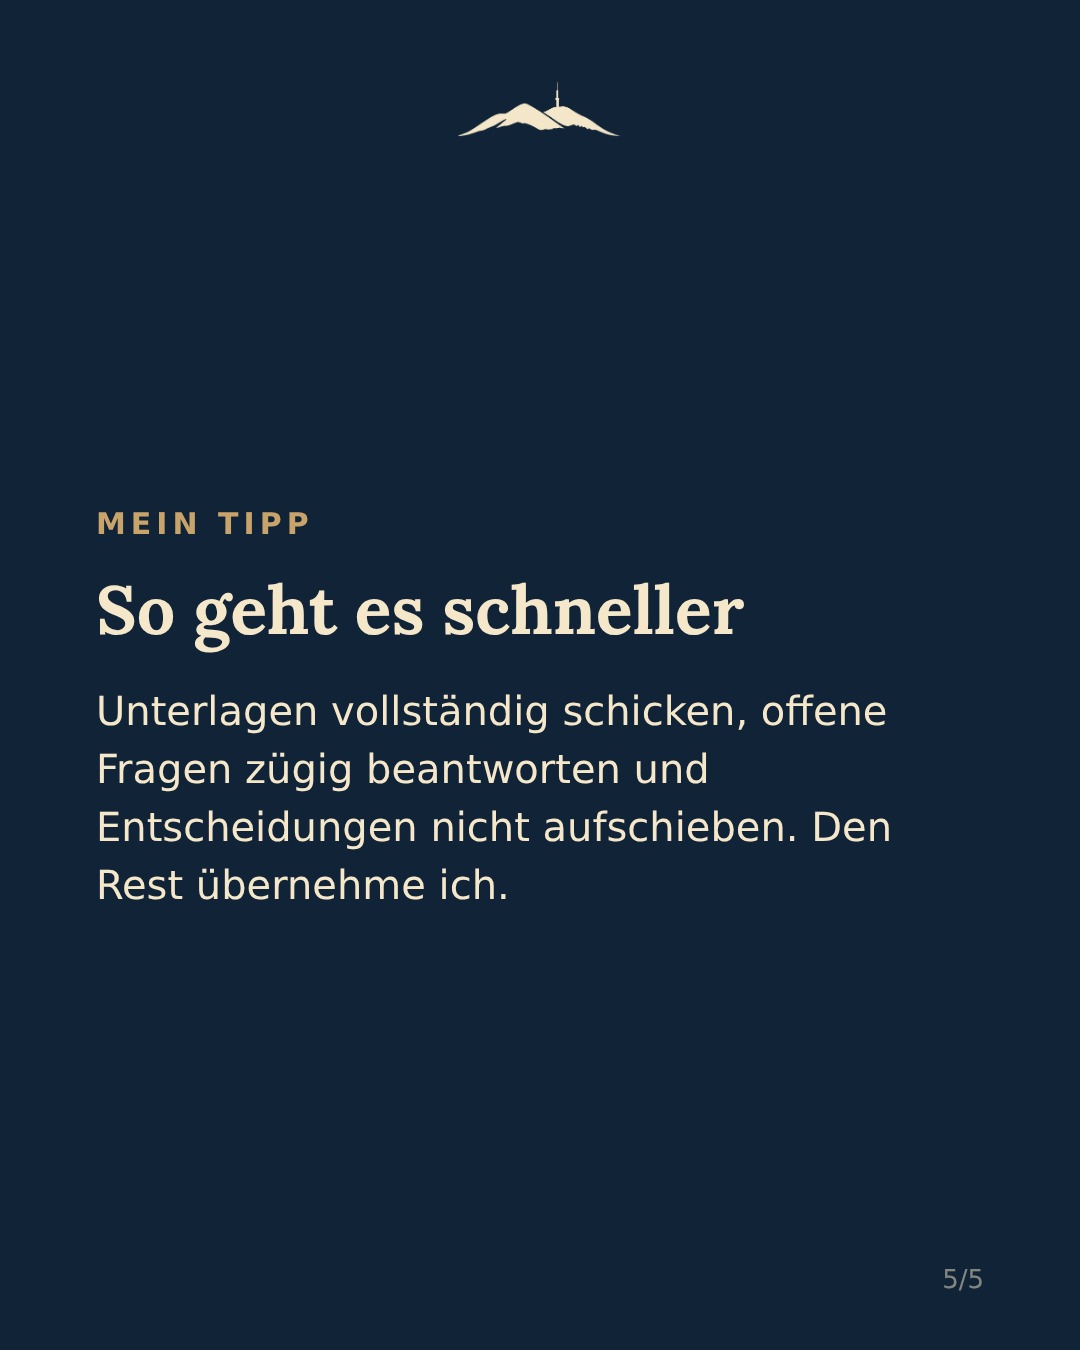 MEIN TIPP
So geht es schneller
Unterlagen vollständig schicken, offene
Fragen zügig beantworten und
Entscheidungen nicht aufschieben. Den
Rest übernehme ich.
5/5